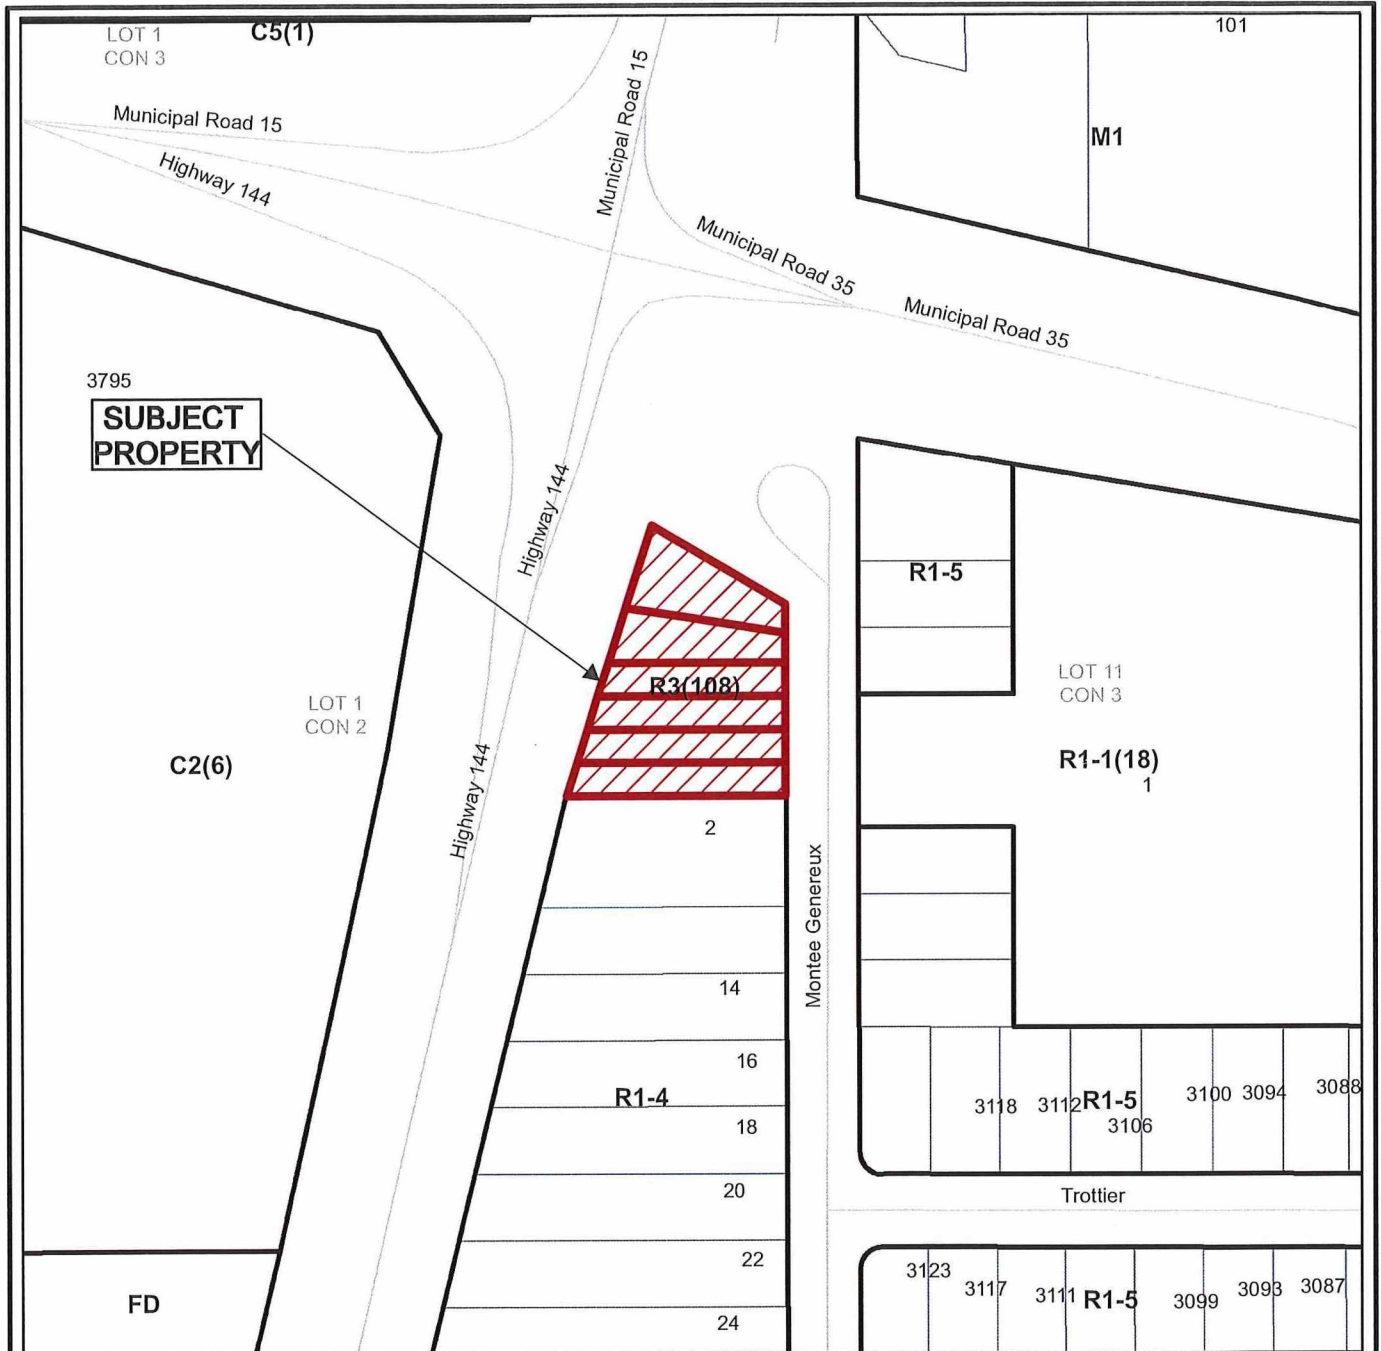 C5(1)
LOT 1
CON 3
101
Municipal Road 15
Municipal Road 15
M1
Highway 144
Municipal Road 35
Municipal Road 35
3795
SUBJECT
PROPERTY
Highway 144
R1-5
R3(108)
LOT 11
CON 3
LOT 1
CON 2
C2(6)
R1-1(18)
1
Highway 144
2
Montee Genereux
14
16
R1-4
18
20
22
24
3118
3112
R1-5
3106
3100
3094
3088
Trottier
FD
3123
3117
3111
R1-5
3099
3093
3087